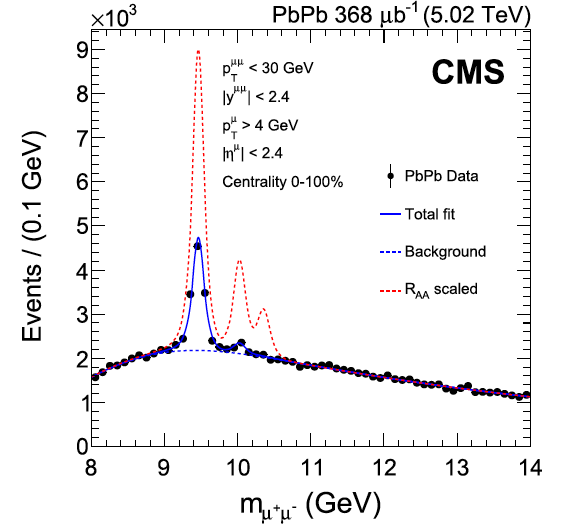 ×10³
PbPb 368 μb⁻¹ (5.02 TeV)
CMS
p_T^μμ < 30 GeV
|y^μμ| < 2.4
p_T^μ > 4 GeV
|η^μ| < 2.4
Centrality 0-100%
PbPb Data
Total fit
Background
R_AA scaled
Events / (0.1 GeV)
9
8
7
6
5
4
3
2
1
0
8 9 10 11 12 13 14
m_μ⁺μ⁻ (GeV)